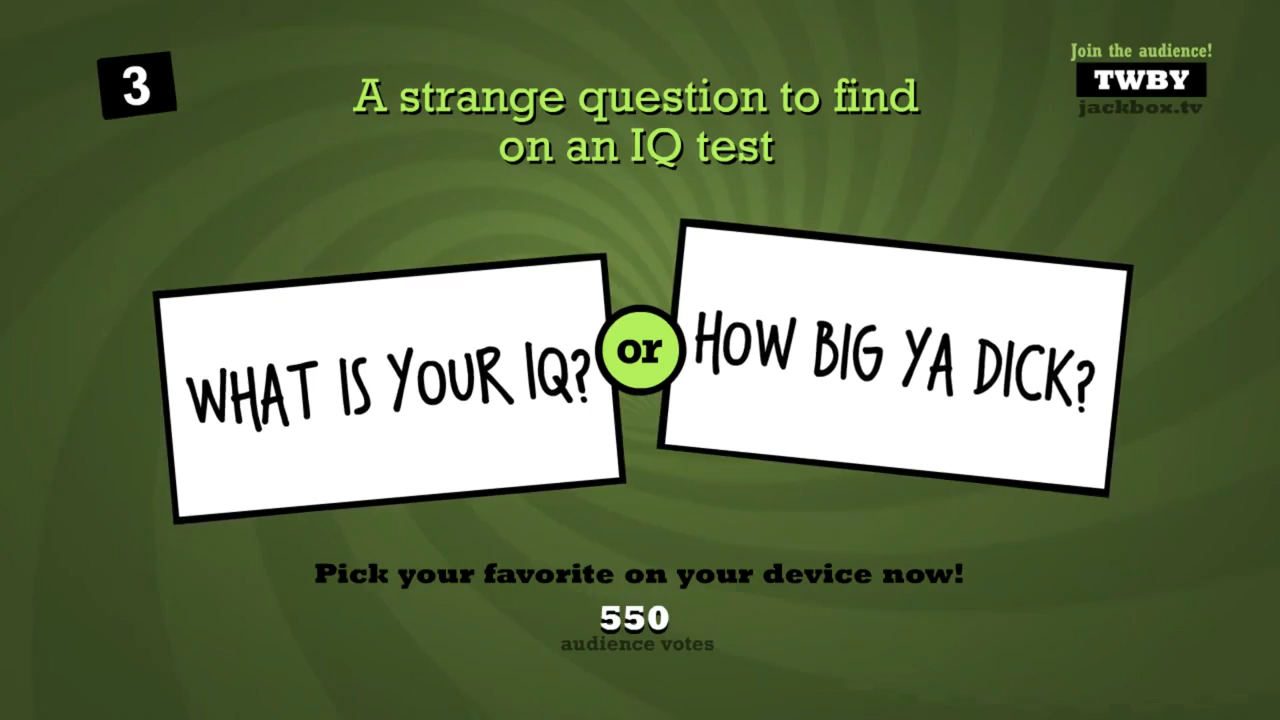 3
Join the audience!
TWBY
jackbox.tv
A strange question to find
on an IQ test
WHAT IS YOUR IQ?
or
HOW BIG YA DICK?
Pick your favorite on your device now!
550
audience votes